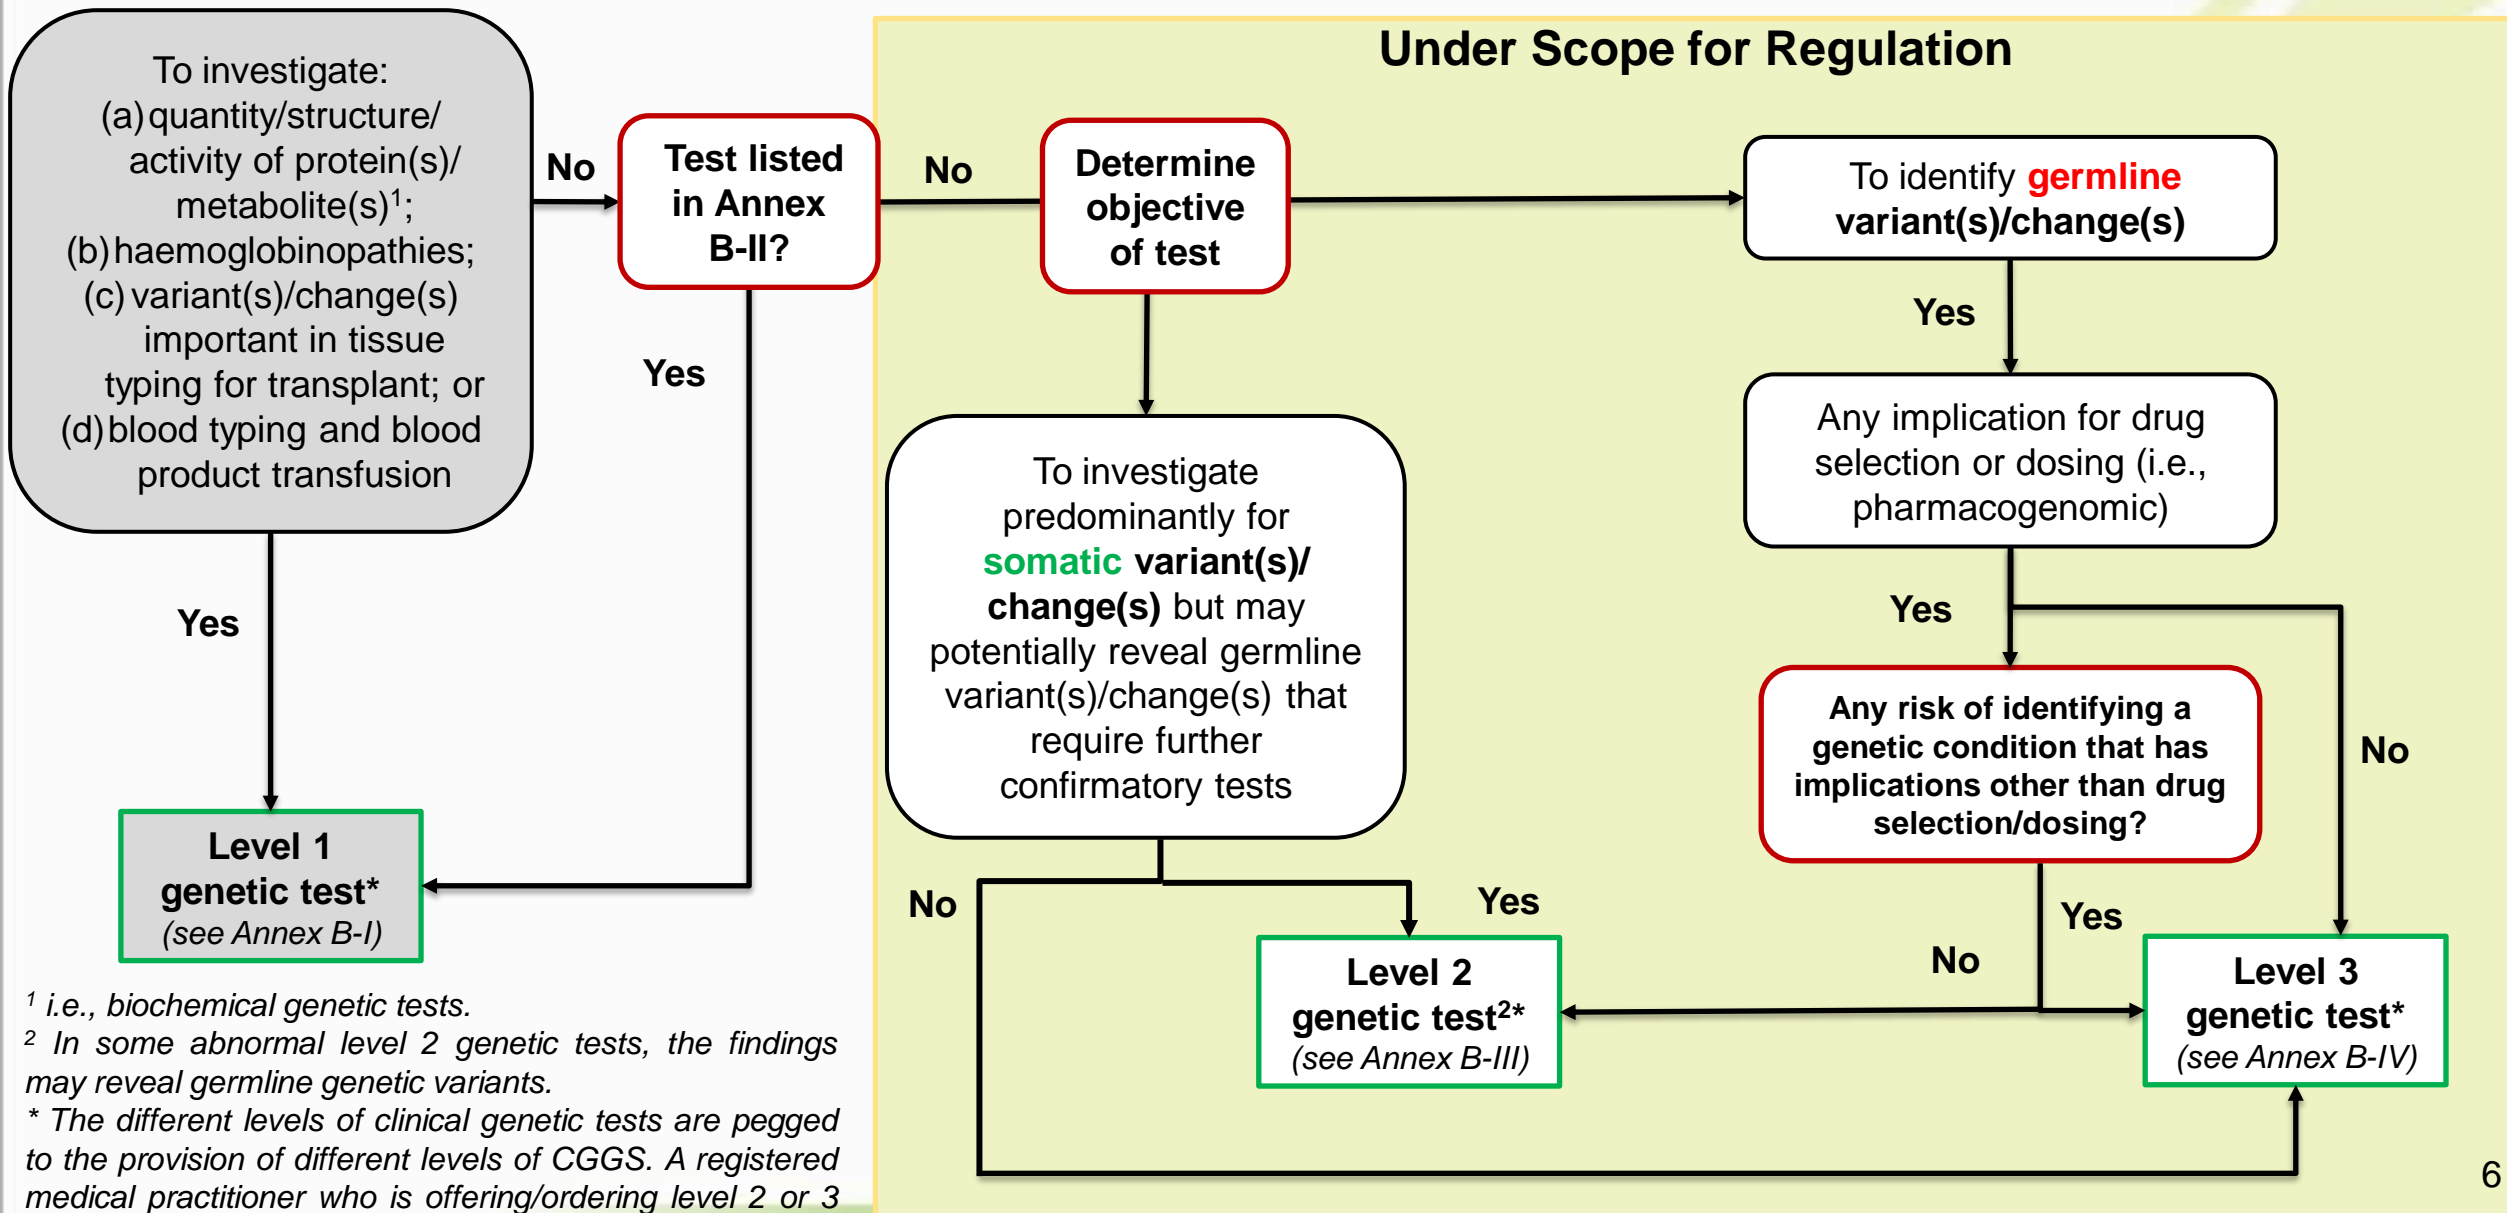 Under Scope for Regulation
To investigate:
(a) quantity/structure/
activity of protein(s)/
metabolite(s)¹;
(b) haemoglobinopathies;
(c) variant(s)/change(s)
important in tissue
typing for transplant; or
(d) blood typing and blood
product transfusion
No
Test listed
in Annex
B-II?
No
Determine
objective
of test
To identify germline
variant(s)/change(s)
Yes
Any implication for drug
selection or dosing (i.e.,
pharmacogenomic)
Yes
Yes
To investigate
predominantly for
somatic variant(s)/
change(s) but may
potentially reveal germline
variant(s)/change(s) that
require further
confirmatory tests
Yes
Any risk of identifying a
genetic condition that has
implications other than drug
selection/dosing?
No
Level 1
genetic test*
(see Annex B-I)
No
Yes
Level 2
genetic test²*
(see Annex B-III)
No
Yes
Level 3
genetic test*
(see Annex B-IV)
¹ i.e., biochemical genetic tests.
² In some abnormal level 2 genetic tests, the findings
may reveal germline genetic variants.
* The different levels of clinical genetic tests are pegged
to the provision of different levels of CGGS. A registered
medical practitioner who is offering/ordering level 2 or 3
6